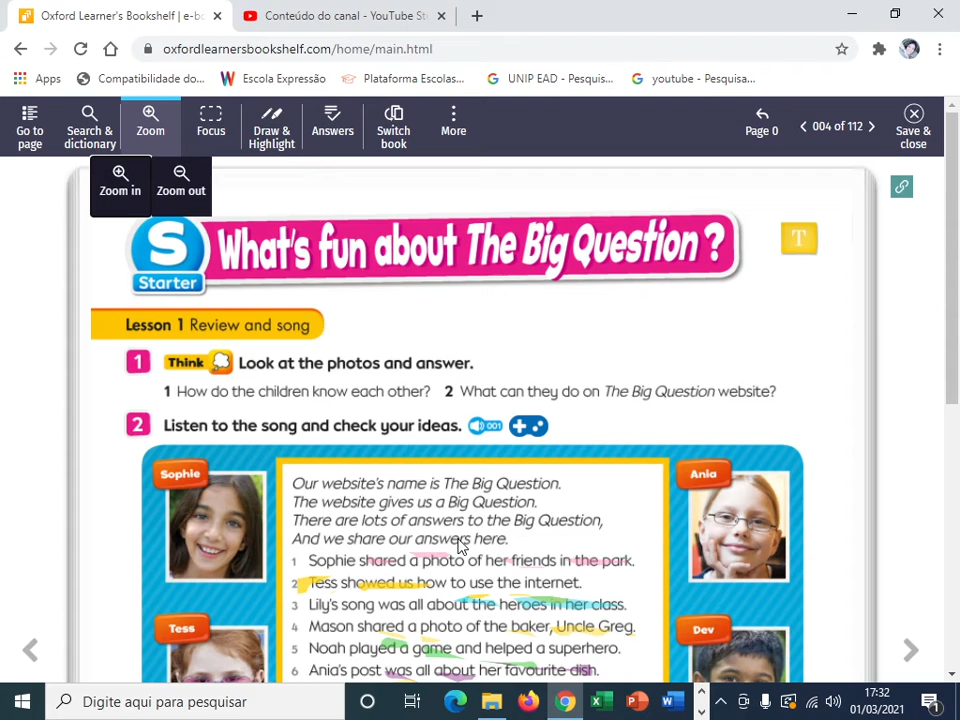 Oxford Learner's Bookshelf | e-bo
Conteúdo do canal - YouTube St
oxfordlearnersbookshelf.com/home/main.html
Apps
Compatibilidade do...
Escola Expressão
Plataforma Escolas...
UNIP EAD - Pesquis...
youtube - Pesquisa...
Go to page
Search & dictionary
Zoom
Focus
Draw & Highlight
Answers
Switch book
More
Page 0
004 of 112
Save & close
Zoom in
Zoom out
S
Starter
What's fun about The Big Question?
T
Lesson 1 Review and song
1 Think Look at the photos and answer.
1 How do the children know each other? 2 What can they do on The Big Question website?
2 Listen to the song and check your ideas. 001
Sophie
Ania
Our website's name is The Big Question.
The website gives us a Big Question.
There are lots of answers to the Big Question,
And we share our answers here.
1 Sophie shared a photo of her friends in the park.
2 Tess showed us how to use the internet.
3 Lily's song was all about the heroes in her class.
4 Mason shared a photo of the baker, Uncle Greg.
5 Noah played a game and helped a superhero.
6 Ania's post was all about her favourite dish.
Tess
Dev
Digite aqui para pesquisar
17:32
01/03/2021
1